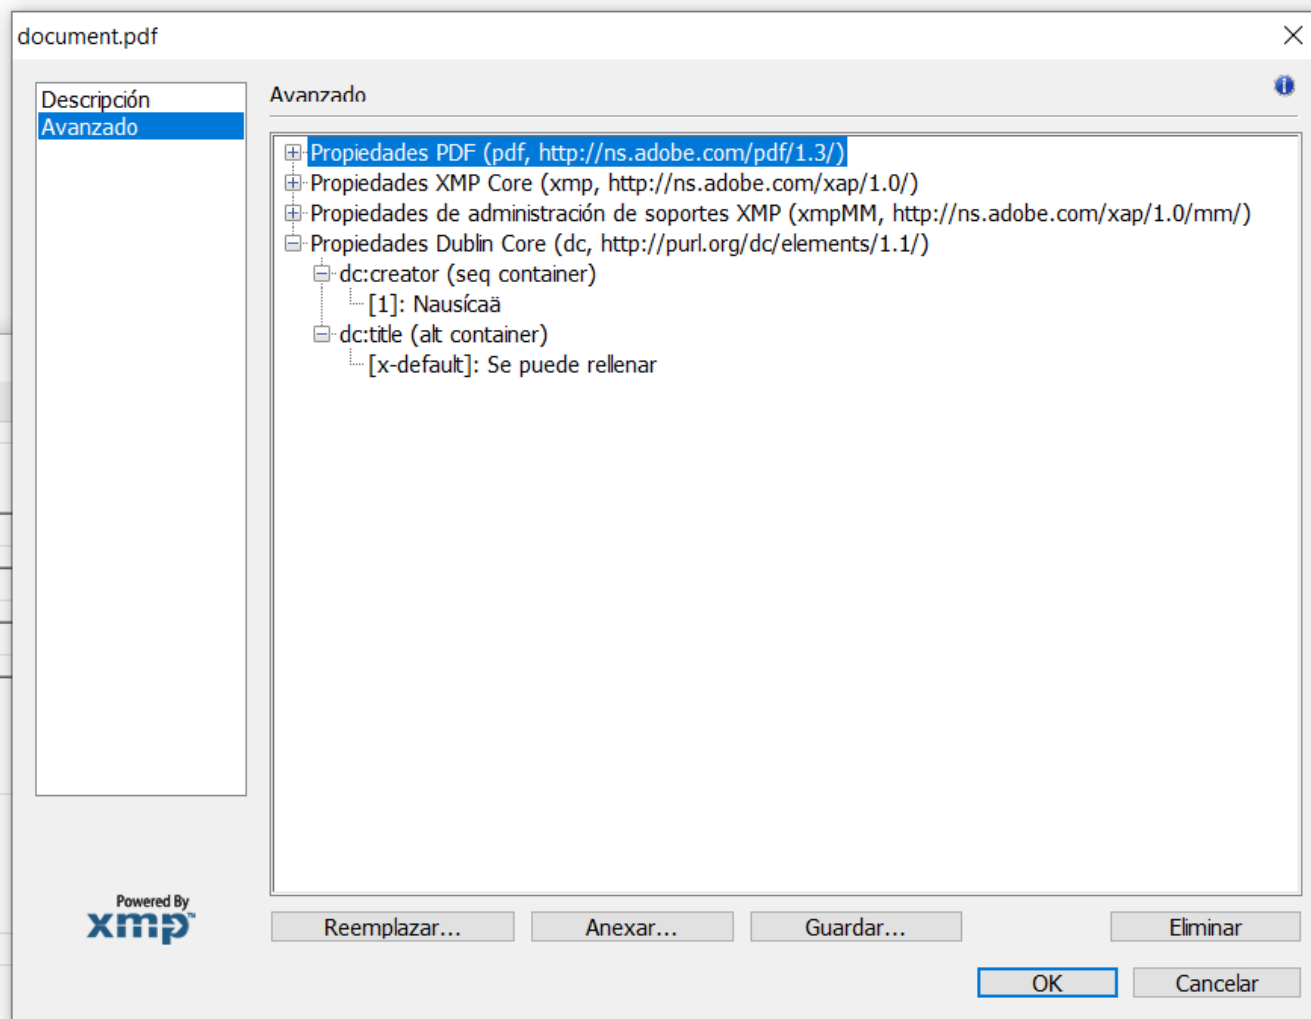 document.pdf
Descripción
Avanzado
Avanzado
Propiedades PDF (pdf, http://ns.adobe.com/pdf/1.3/)
Propiedades XMP Core (xmp, http://ns.adobe.com/xap/1.0/)
Propiedades de administración de soportes XMP (xmpMM, http://ns.adobe.com/xap/1.0/mm/)
Propiedades Dublin Core (dc, http://purl.org/dc/elements/1.1/)
dc:creator (seq container)
[1]: Nausícaä
dc:title (alt container)
[x-default]: Se puede rellenar
Powered By
xmp™
Reemplazar... Anexar... Guardar... Eliminar
OK Cancelar